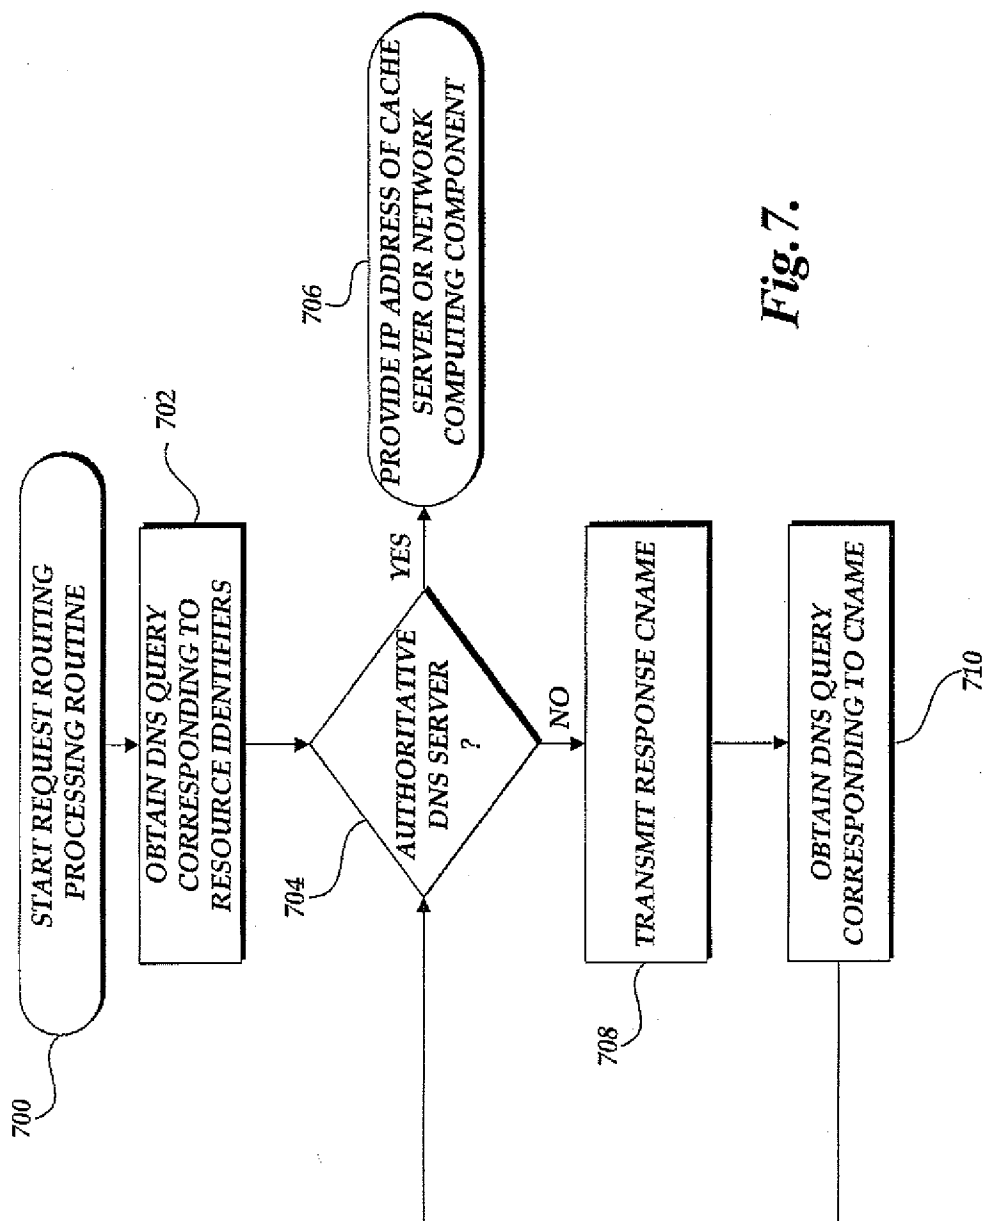 700
START REQUEST ROUTING
PROCESSING ROUTINE
702
OBTAIN DNS QUERY
CORRESPONDING TO
RESOURCE IDENTIFIERS
704
AUTHORITATIVE
DNS SERVER
?
YES
706
PROVIDE IP ADDRESS OF CACHE
SERVER OR NETWORK
COMPUTING COMPONENT
NO
708
TRANSMIT RESPONSE CNAME
OBTAIN DNS QUERY
CORRESPONDING TO CNAME
710
Fig.7.